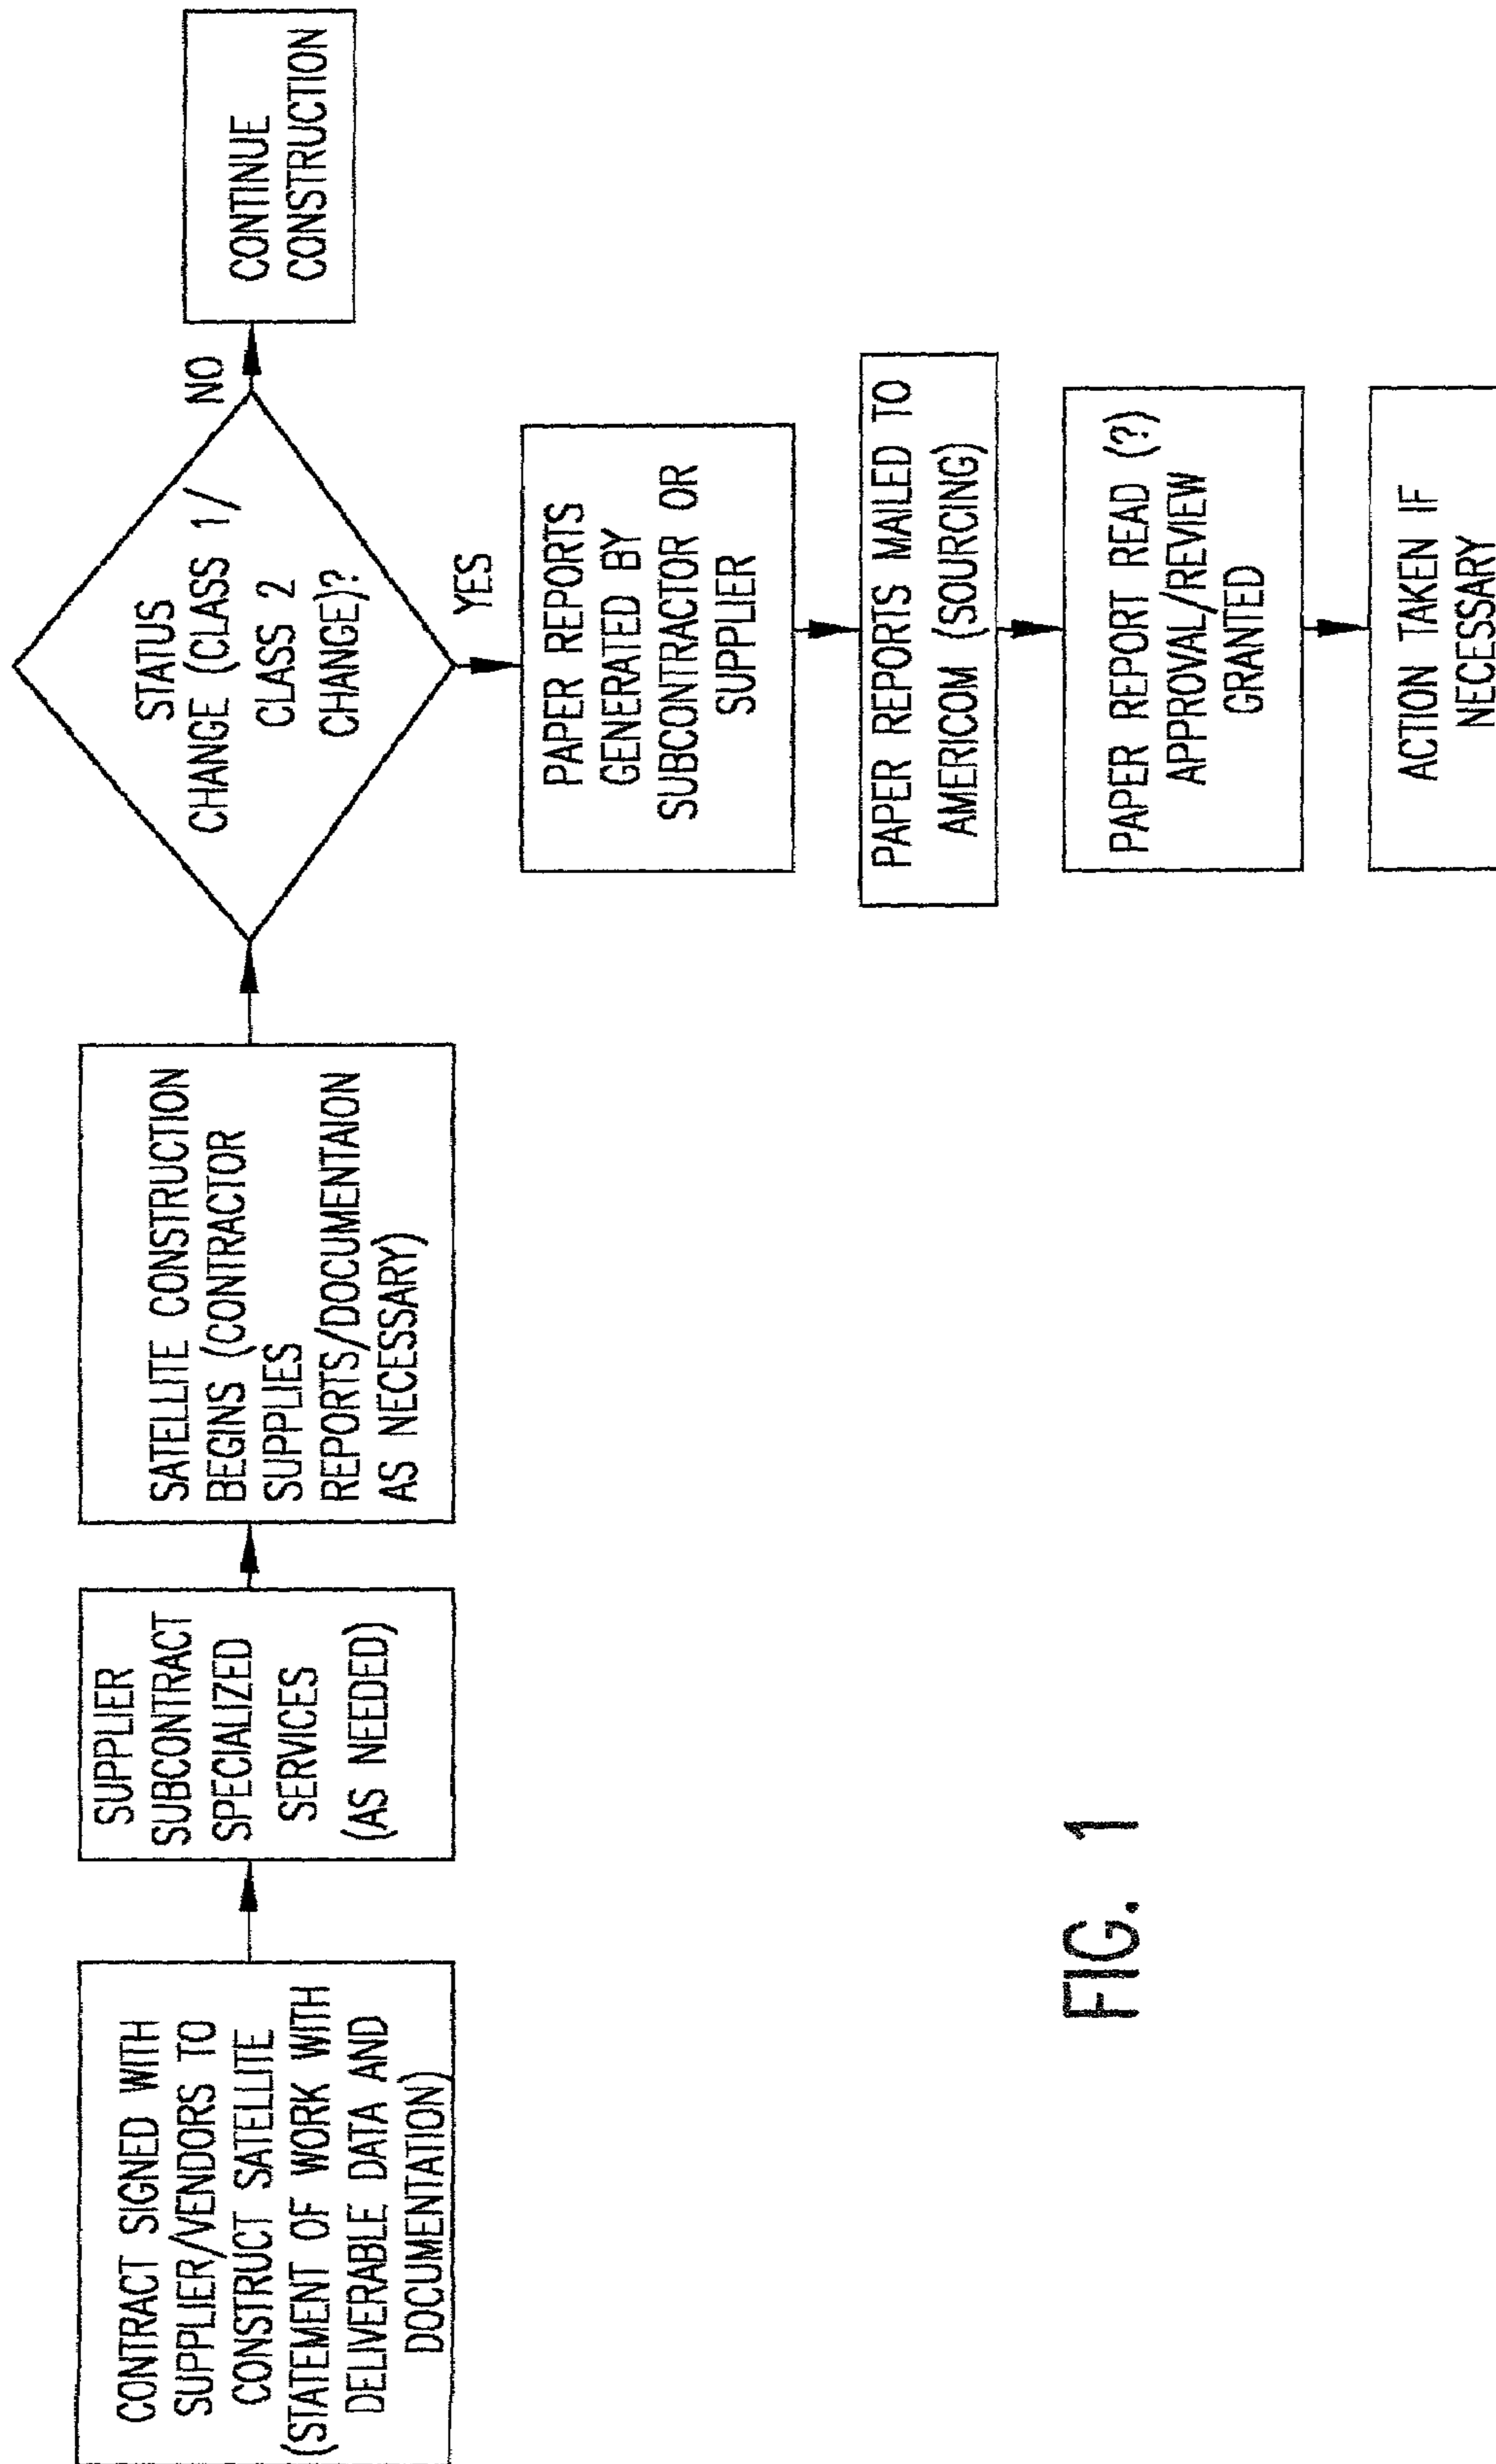 CONTRACT SIGNED WITH
SUPPLIER/VENDORS TO
CONSTRUCT SATELLITE
(STATEMENT OF WORK WITH
DELIVERABLE DATA AND
DOCUMENTATION)
SUPPLIER
SUBCONTRACT
SPECIALIZED
SERVICES
(AS NEEDED)
SATELLITE CONSTRUCTION
BEGINS (CONTRACTOR
SUPPLIES
REPORTS/DOCUMENTAION
AS NECESSARY)
STATUS
CHANGE (CLASS 1/
CLASS 2
CHANGE)?
NO
CONTINUE
CONSTRUCTION
YES
PAPER REPORTS
GENERATED BY
SUBCONTRACTOR OR
SUPPLIER
PAPER REPORTS MAILED TO
AMERICOM (SOURCING)
PAPER REPORT READ (?)
APPROVAL/REVIEW
GRANTED
ACTION TAKEN IF
NECESSARY
FIG. 1